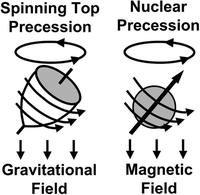 Spinning Top
Precession
Nuclear
Precession
Gravitational
Field
Magnetic
Field